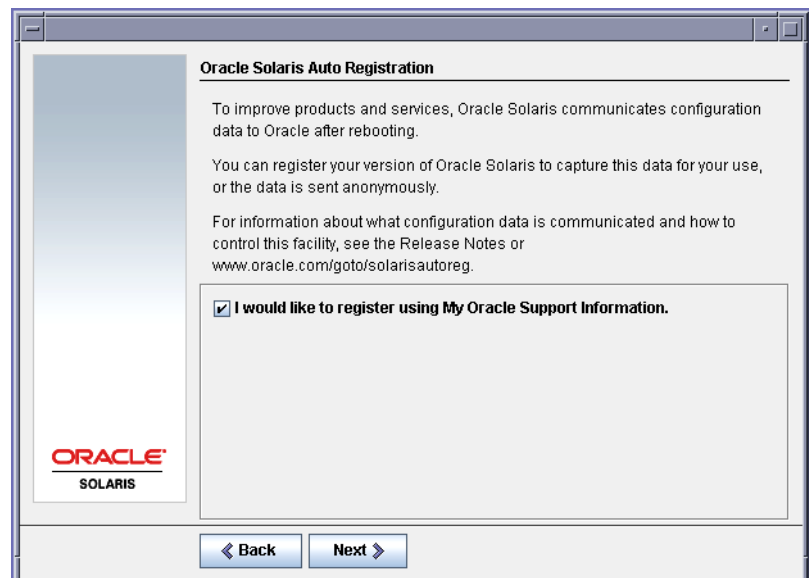 Oracle Solaris Auto Registration
To improve products and services, Oracle Solaris communicates configuration
data to Oracle after rebooting.
You can register your version of Oracle Solaris to capture this data for your use,
or the data is sent anonymously.
For information about what configuration data is communicated and how to
control this facility, see the Release Notes or
www.oracle.com/goto/solarisautoreg.
I would like to register using My Oracle Support Information.
ORACLE
SOLARIS
Back
Next